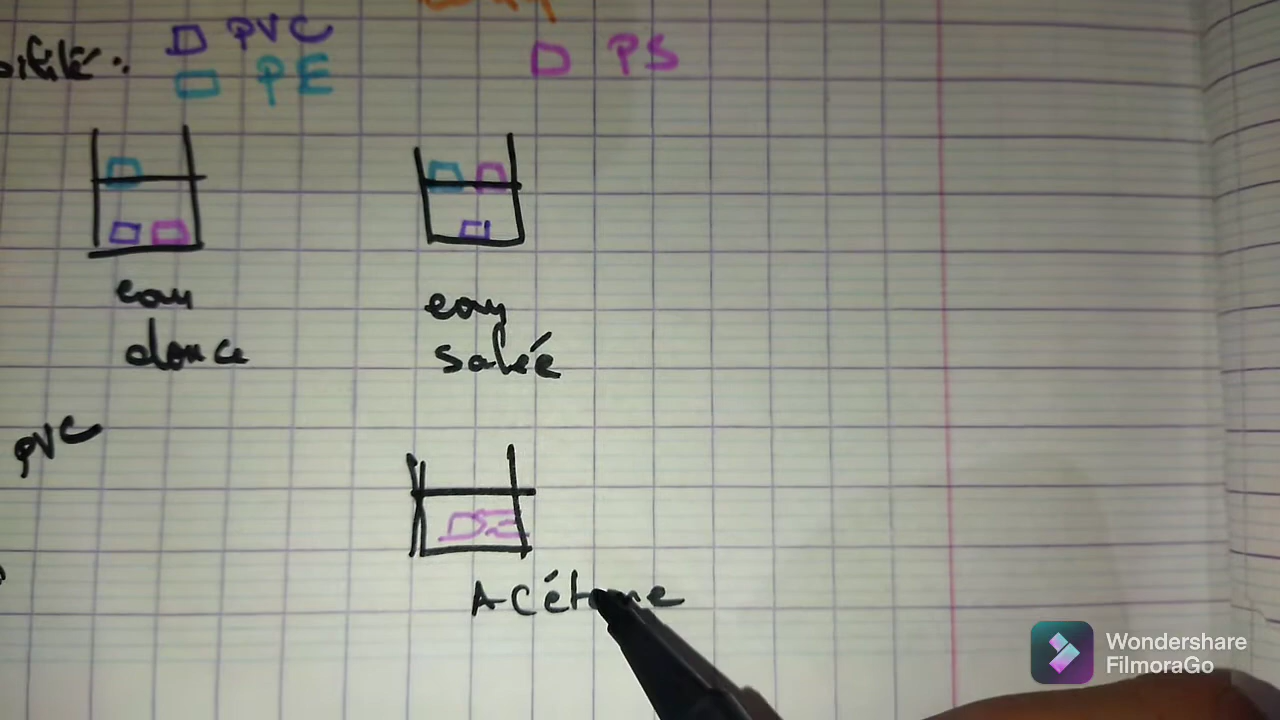 PVC
PE
PS
eau
douce
eau
salée
PVC
Acétone
Wondershare
FilmoraGo